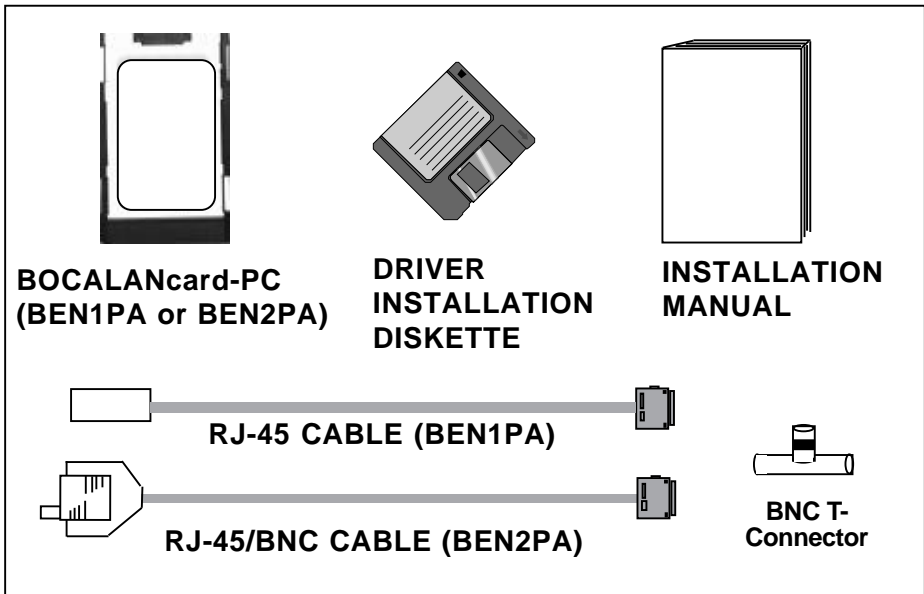 BOCALANcard-PC
(BEN1PA or BEN2PA)
DRIVER
INSTALLATION
DISKETTE
INSTALLATION
MANUAL
RJ-45 CABLE (BEN1PA)
RJ-45/BNC CABLE (BEN2PA)
BNC T-
Connector